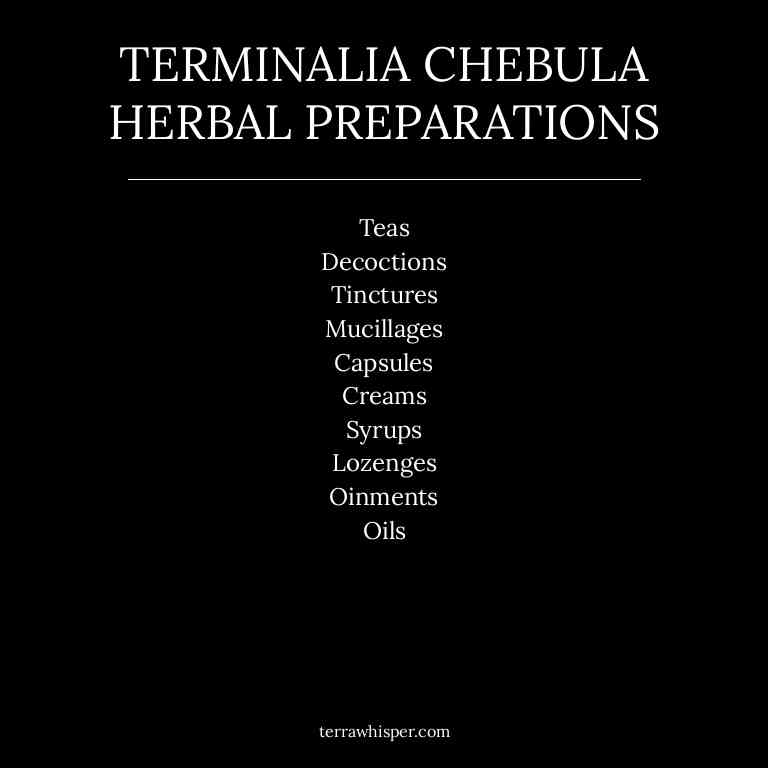 TERMINALIA CHEBULA
HERBAL PREPARATIONS
Teas
Decoctions
Tinctures
Mucillages
Capsules
Creams
Syrups
Lozenges
Oinments
Oils
terrawhisper.com